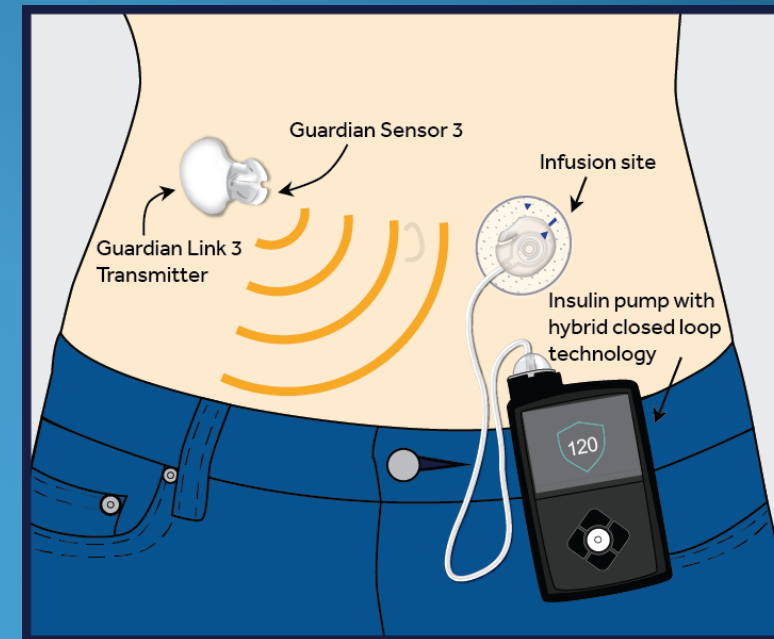 Guardian Sensor 3
Infusion site
Guardian Link 3
Transmitter
Insulin pump with
hybrid closed loop
technology
120